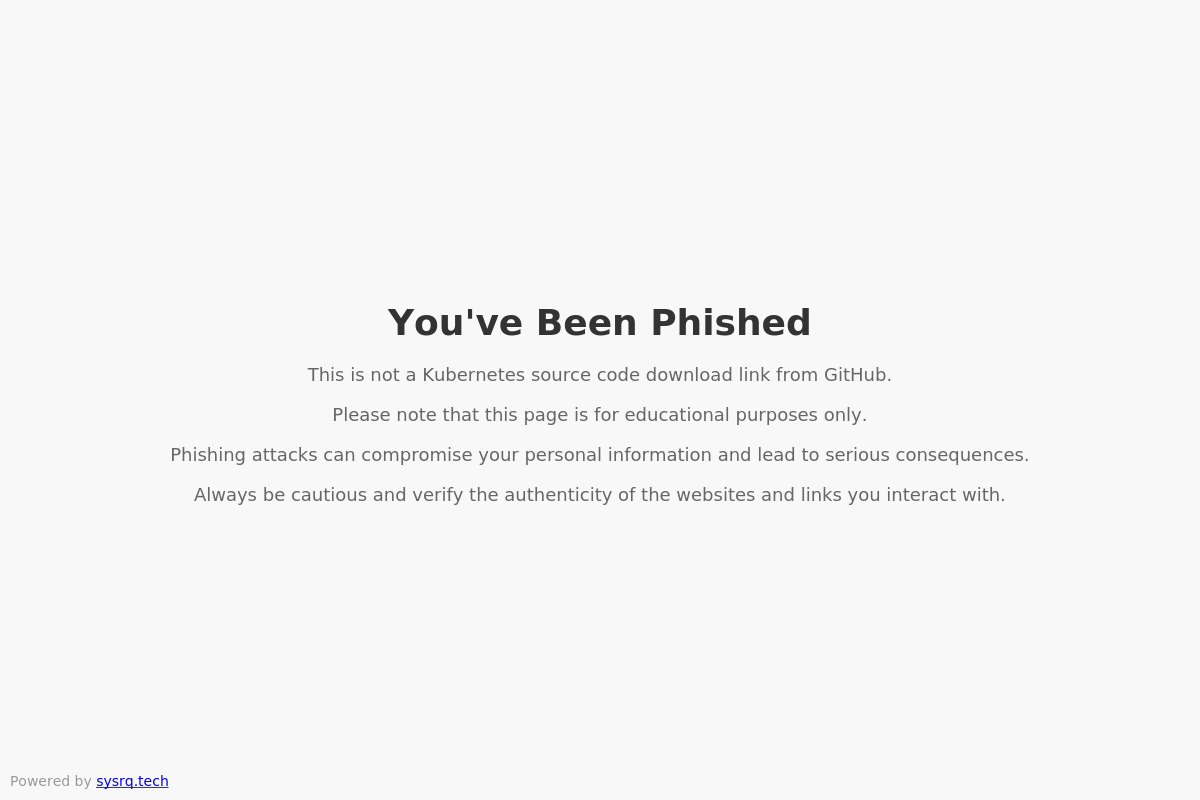 You've Been Phished
This is not a Kubernetes source code download link from GitHub.
Please note that this page is for educational purposes only.
Phishing attacks can compromise your personal information and lead to serious consequences.
Always be cautious and verify the authenticity of the websites and links you interact with.
Powered by sysrq.tech